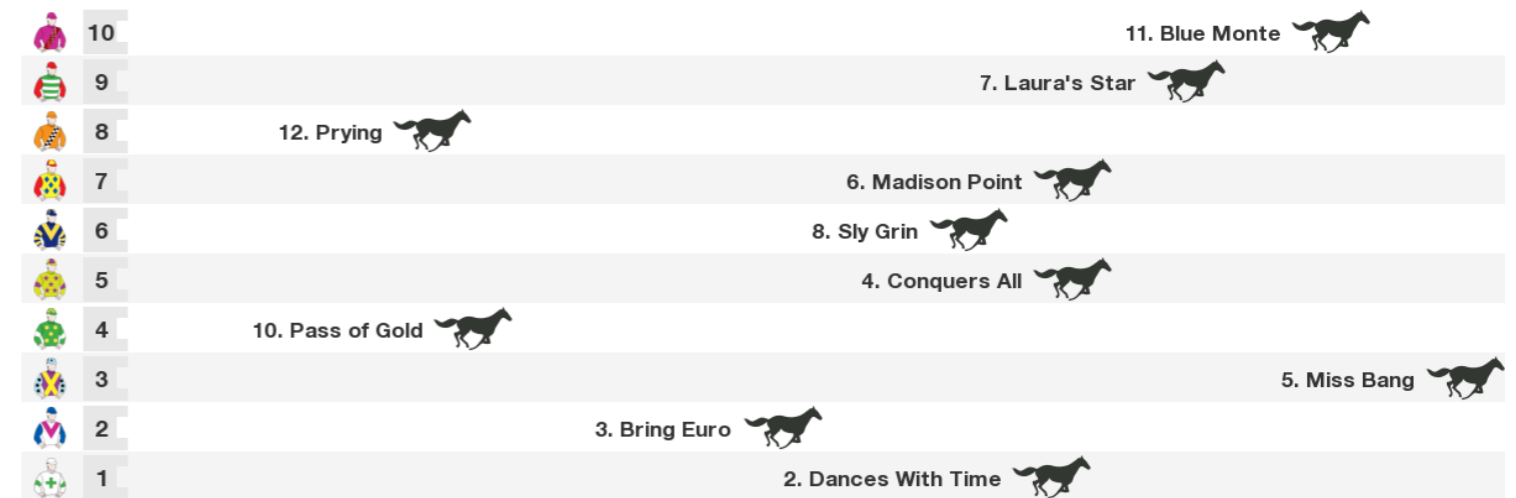 10 11. Blue Monte
9 7. Laura's Star
8 12. Prying
7 6. Madison Point
6 8. Sly Grin
5 4. Conquers All
4 10. Pass of Gold
3 5. Miss Bang
2 3. Bring Euro
1 2. Dances With Time